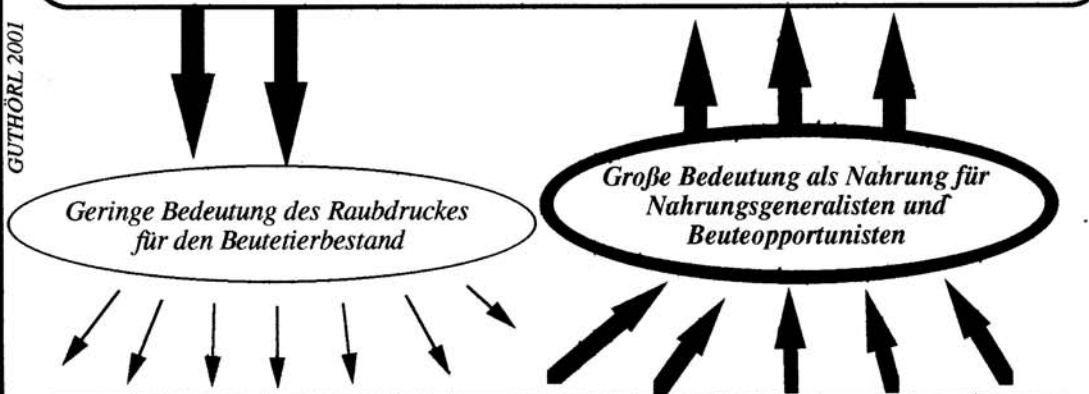 GUTHÖRL 2001
Geringe Bedeutung des Raubdruckes
für den Beutetierbestand
Große Bedeutung als Nahrung für
Nahrungsgeneralisten und
Beuteopportunisten